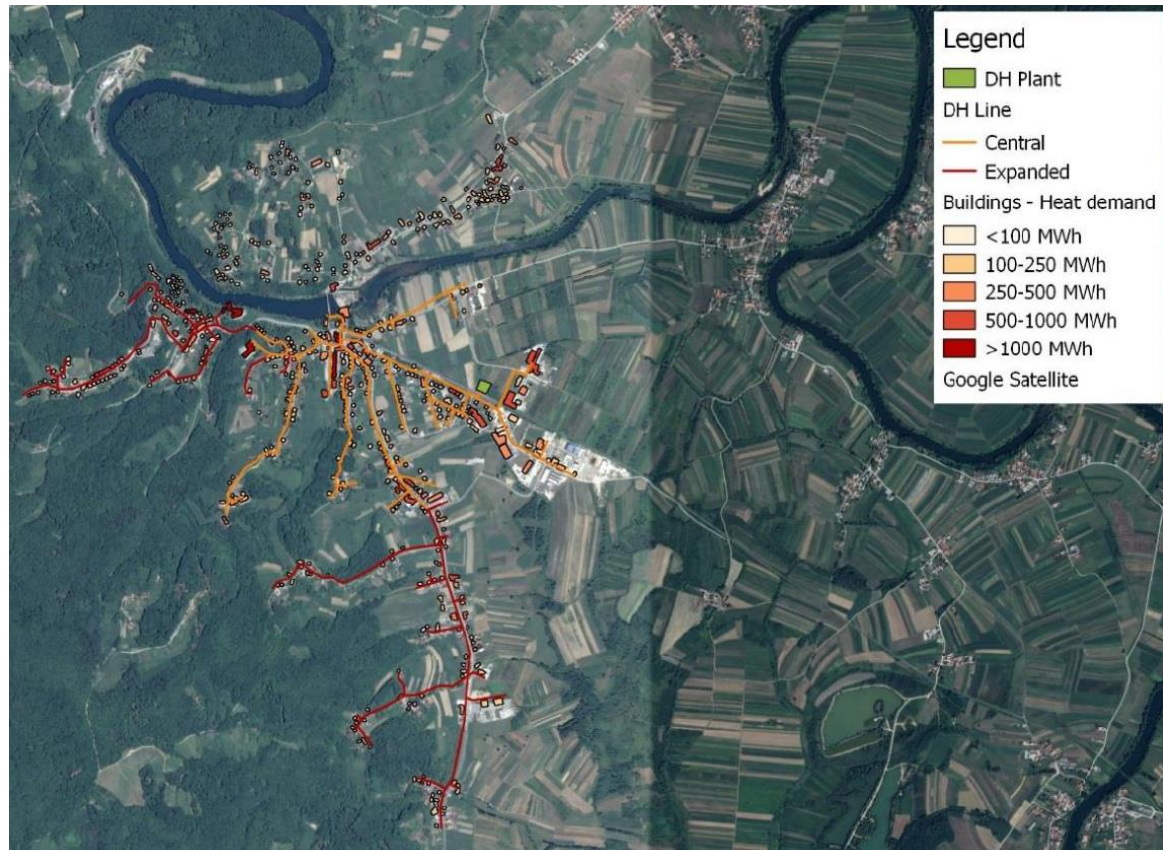 Legend
DH Plant
DH Line
Central
Expanded
Buildings - Heat demand
<100 MWh
100-250 MWh
250-500 MWh
500-1000 MWh
>1000 MWh
Google Satellite